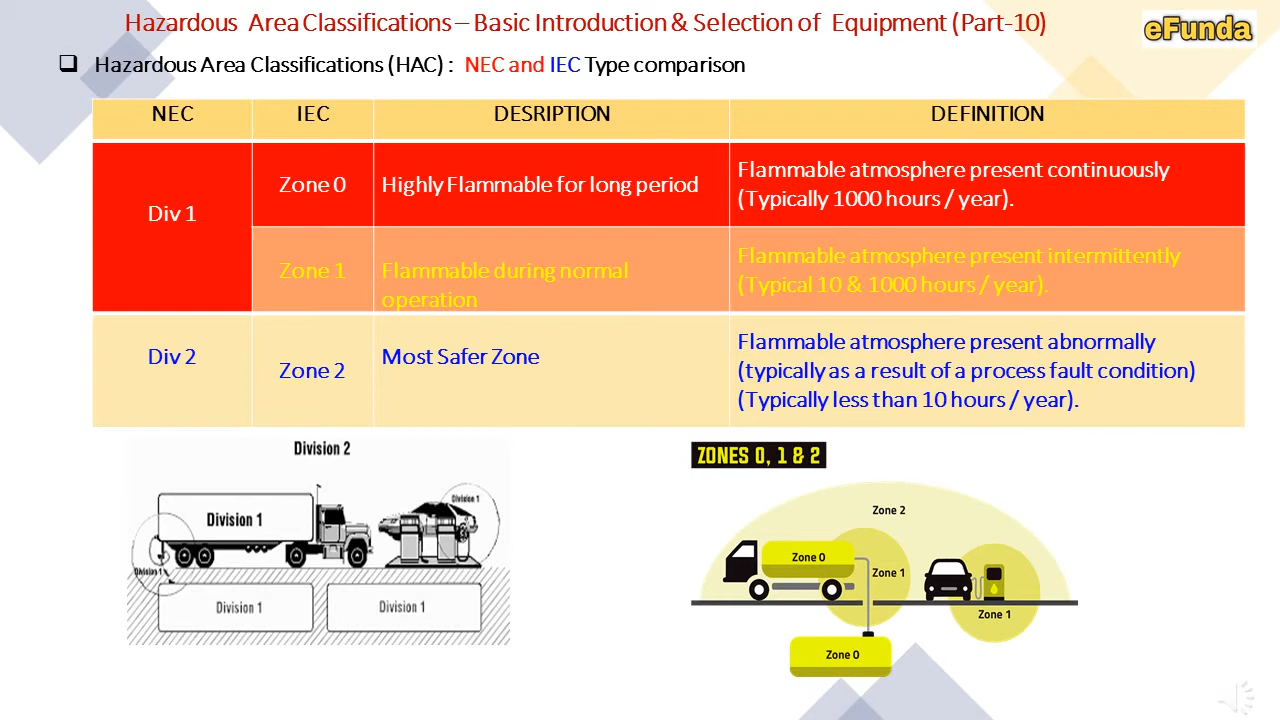 Hazardous Area Classifications – Basic Introduction & Selection of Equipment (Part-10)
eFunda
Hazardous Area Classifications (HAC) : NEC and IEC Type comparison
NEC
IEC
DESRIPTION
DEFINITION
Div 1
Zone 0
Highly Flammable for long period
Flammable atmosphere present continuously
(Typically 1000 hours / year).
Zone 1
Flammable during normal
operation
Flammable atmosphere present intermittently
(Typical 10 & 1000 hours / year).
Div 2
Zone 2
Most Safer Zone
Flammable atmosphere present abnormally
(typically as a result of a process fault condition)
(Typically less than 10 hours / year).
Division 2
Division 1
Division 1
Division 1
Division 1
Division 1
ZONES 0, 1 & 2
Zone 2
Zone 0
Zone 1
Zone 1
Zone 0